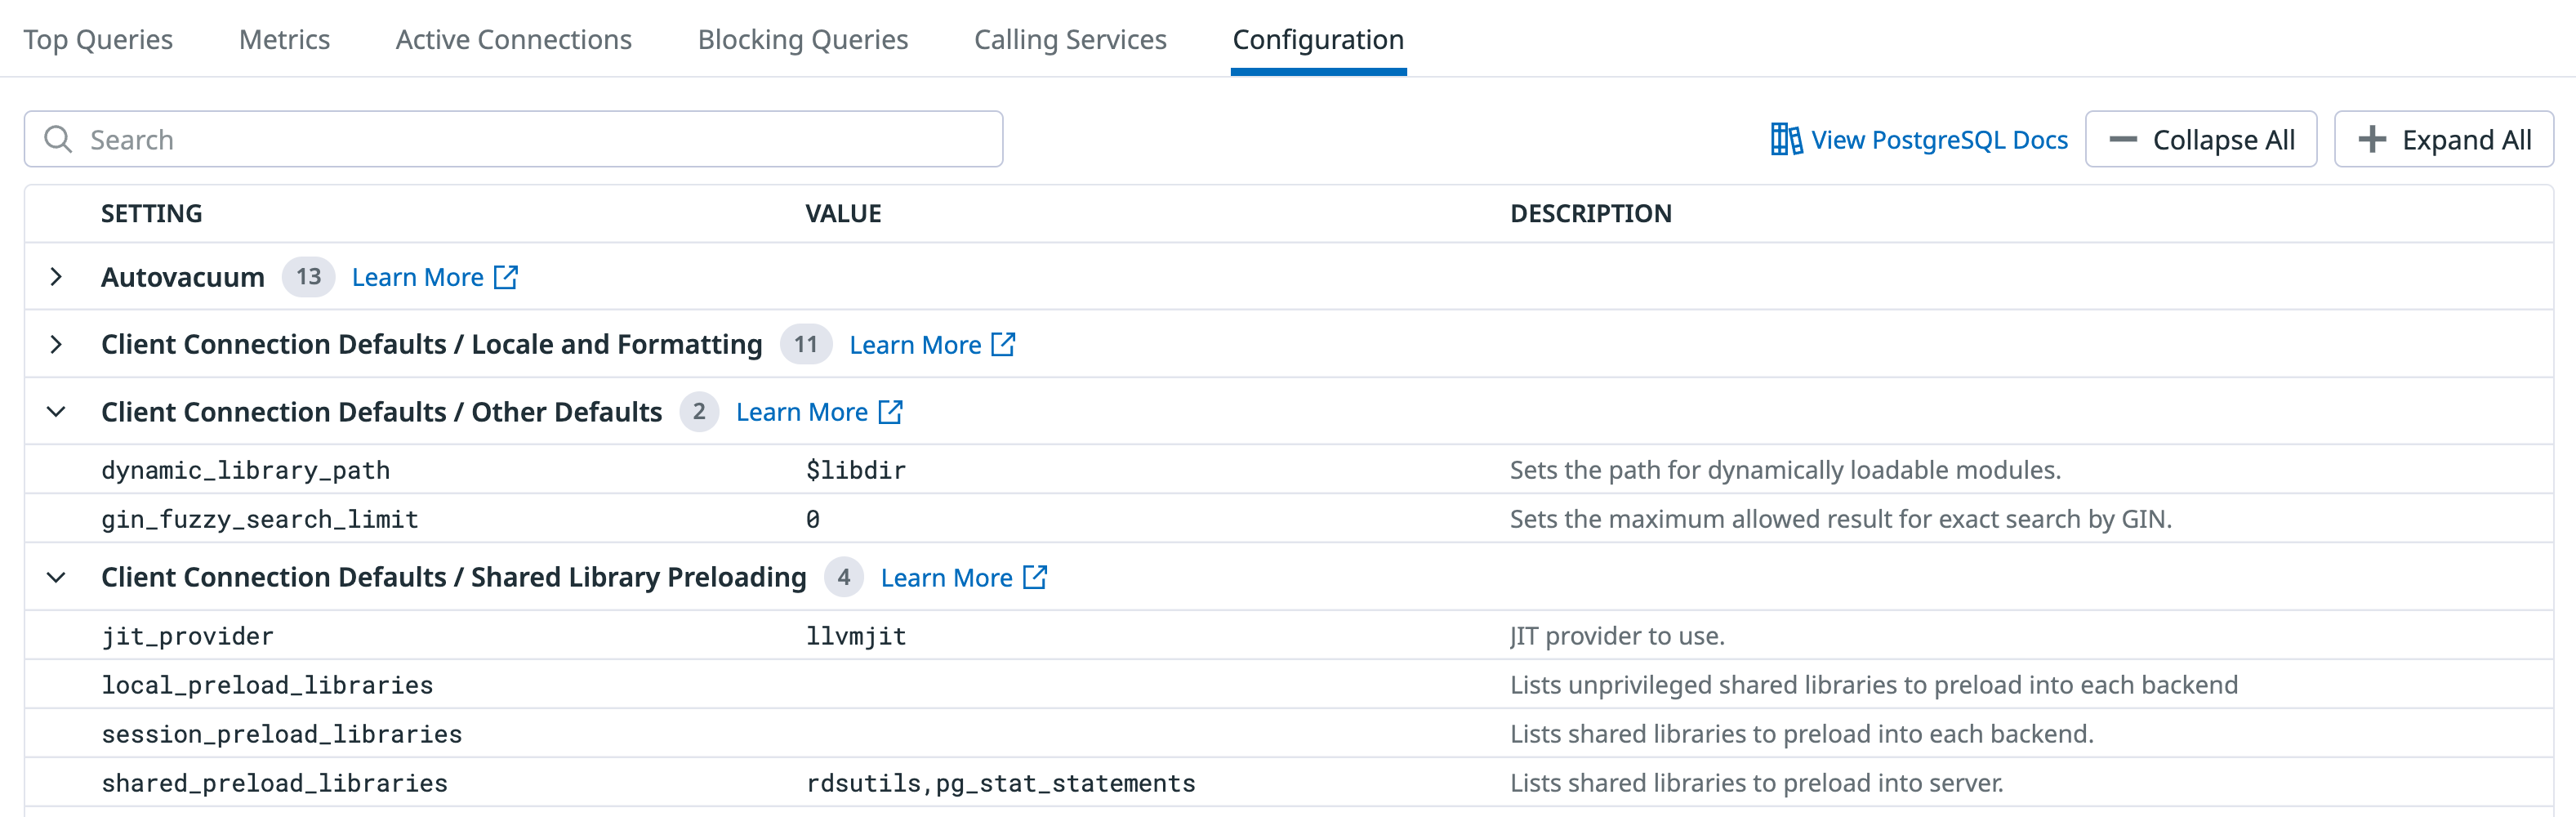 Top Queries Metrics Active Connections Blocking Queries Calling Services Configuration
Search View PostgreSQL Docs Collapse All Expand All
SETTING VALUE DESCRIPTION
Autovacuum 13 Learn More
Client Connection Defaults / Locale and Formatting 11 Learn More
Client Connection Defaults / Other Defaults 2 Learn More
dynamic_library_path $libdir Sets the path for dynamically loadable modules.
gin_fuzzy_search_limit 0 Sets the maximum allowed result for exact search by GIN.
Client Connection Defaults / Shared Library Preloading 4 Learn More
jit_provider llvmjit JIT provider to use.
local_preload_libraries Lists unprivileged shared libraries to preload into each backend
session_preload_libraries Lists shared libraries to preload into each backend.
shared_preload_libraries rdsutils,pg_stat_statements Lists shared libraries to preload into server.